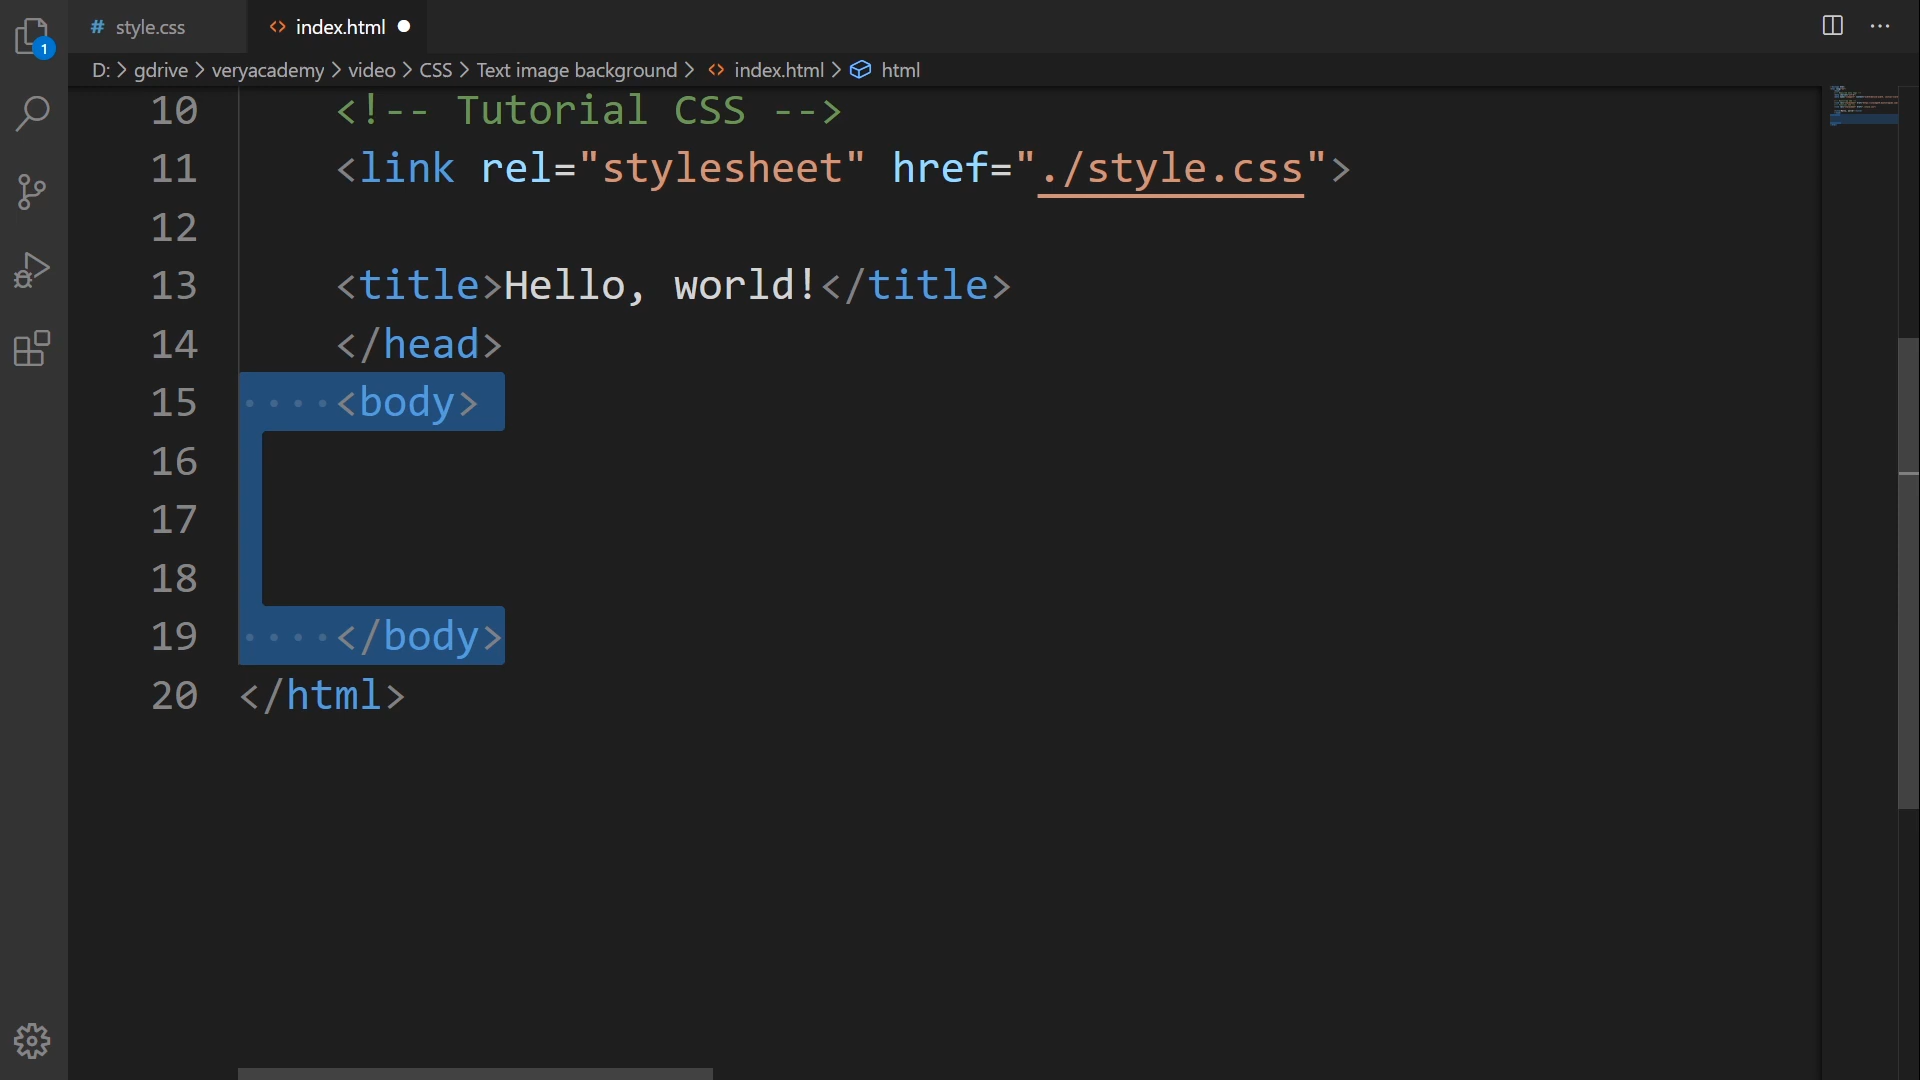 1
# style.css
<> index.html ●
D: > gdrive > veryacademy > video > CSS > Text image background > <> index.html > html
10 <!-- Tutorial CSS -->
11 <link rel="stylesheet" href="./style.css">
12
13 <title>Hello, world!</title>
14 </head>
15 <body>
16
17
18
19 </body>
20 </html>